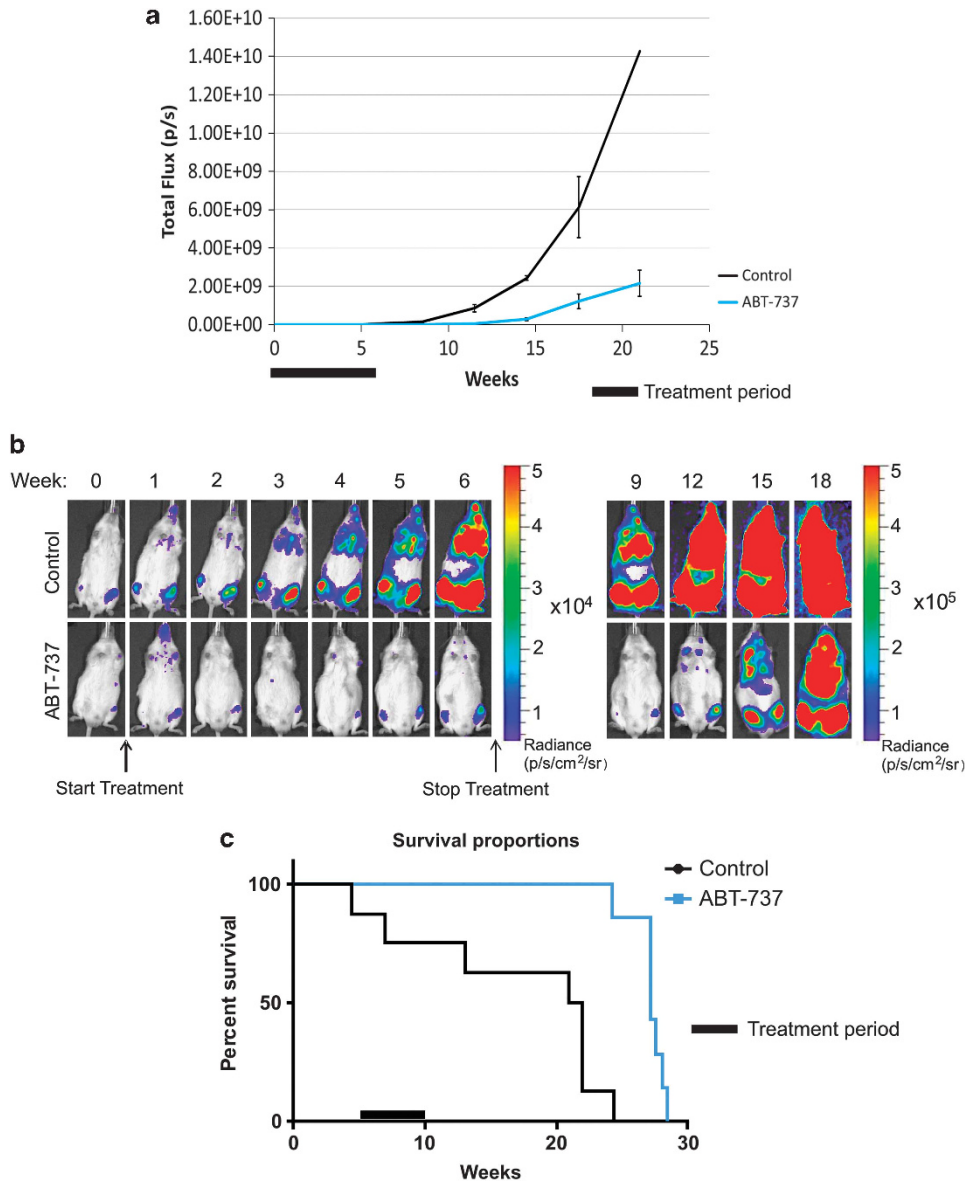 a
1.60E+10
1.40E+10
1.20E+10
1.00E+10
8.00E+09
6.00E+09
4.00E+09
2.00E+09
0.00E+00
Total Flux (p/s)
0 5 10 15 20 25
Weeks
Control
ABT-737
Treatment period
b
Week: 0 1 2 3 4 5 6 9 12 15 18
Control
ABT-737
5
4
3
2
1
x10⁴
Radiance
(p/s/cm²/sr)
5
4
3
2
1
x10⁵
Radiance
(p/s/cm²/sr)
Start Treatment
Stop Treatment
c
Survival proportions
Control
ABT-737
100
50
0
Percent survival
Treatment period
0 10 20 30
Weeks